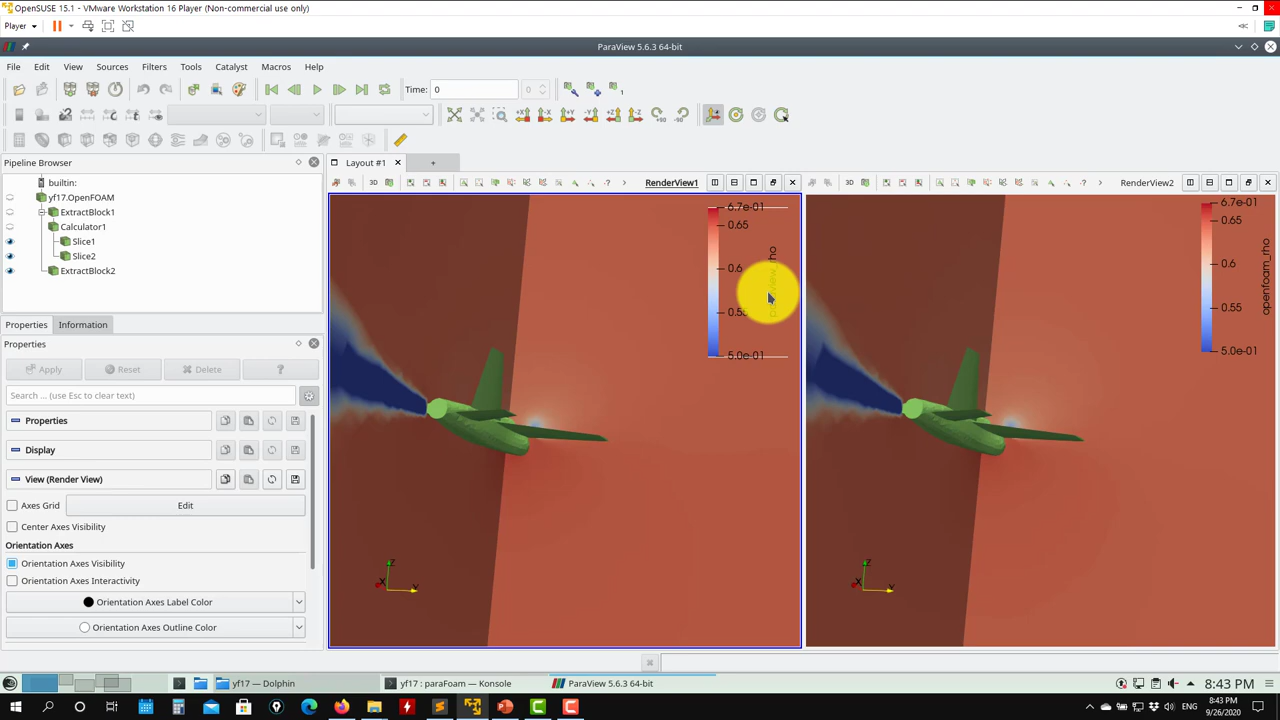 OpenSUSE 15.1 - VMware Workstation 16 Player (Non-commercial use only)
Player
ParaView 5.6.3 64-bit
File Edit View Sources Filters Tools Catalyst Macros Help
Time: 0 0
+X -X +Y -Y +Z -Z +90 -90
Pipeline Browser
Layout #1
builtin:
yf17.OpenFOAM
ExtractBlock1
Calculator1
Slice1
Slice2
ExtractBlock2
3D RenderView1
3D RenderView2
6.7e-01
0.65
0.6
0.55
5.0e-01
6.7e-01
0.65
0.6
0.55
5.0e-01
openfoam_rho
Properties Information
Properties
Apply Reset Delete ?
Search ... (use Esc to clear text)
Properties
Display
View (Render View)
Axes Grid Edit
Center Axes Visibility
Orientation Axes
Orientation Axes Visibility
Orientation Axes Interactivity
Orientation Axes Label Color
Orientation Axes Outline Color
X Y Z
X Y Z
yf17 — Dolphin
yf17 : paraFoam — Konsole
ParaView 5.6.3 64-bit
8:43 PM
8:43 PM
9/26/2020